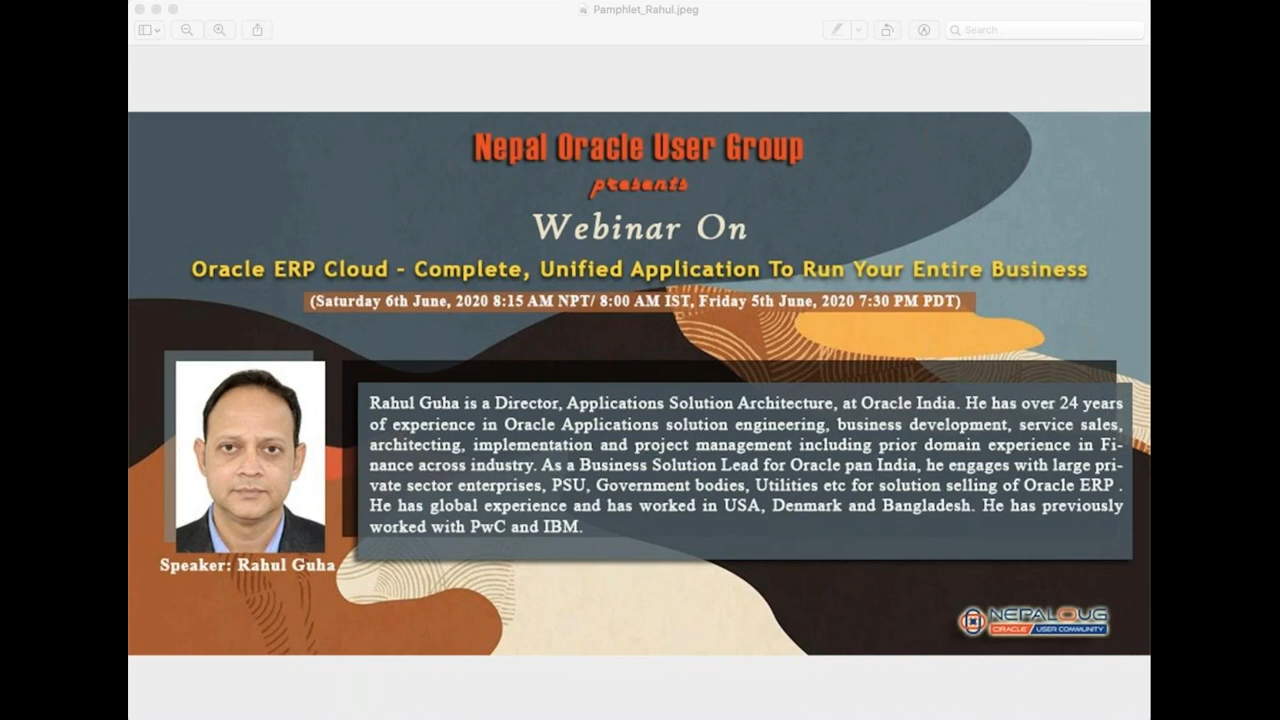 Pamphlet_Rahul.jpeg
Search
Nepal Oracle User Group
presents
Webinar On
Oracle ERP Cloud - Complete, Unified Application To Run Your Entire Business
(Saturday 6th June, 2020 8:15 AM NPT/ 8:00 AM IST, Friday 5th June, 2020 7:30 PM PDT)
Rahul Guha is a Director, Applications Solution Architecture, at Oracle India. He has over 24 years
of experience in Oracle Applications solution engineering, business development, service sales,
architecting, implementation and project management including prior domain experience in Fi-
nance across industry. As a Business Solution Lead for Oracle pan India, he engages with large pri-
vate sector enterprises, PSU, Government bodies, Utilities etc for solution selling of Oracle ERP .
He has global experience and has worked in USA, Denmark and Bangladesh. He has previously
worked with PwC and IBM.
Speaker: Rahul Guha
NEPALOUG
ORACLE USER COMMUNITY